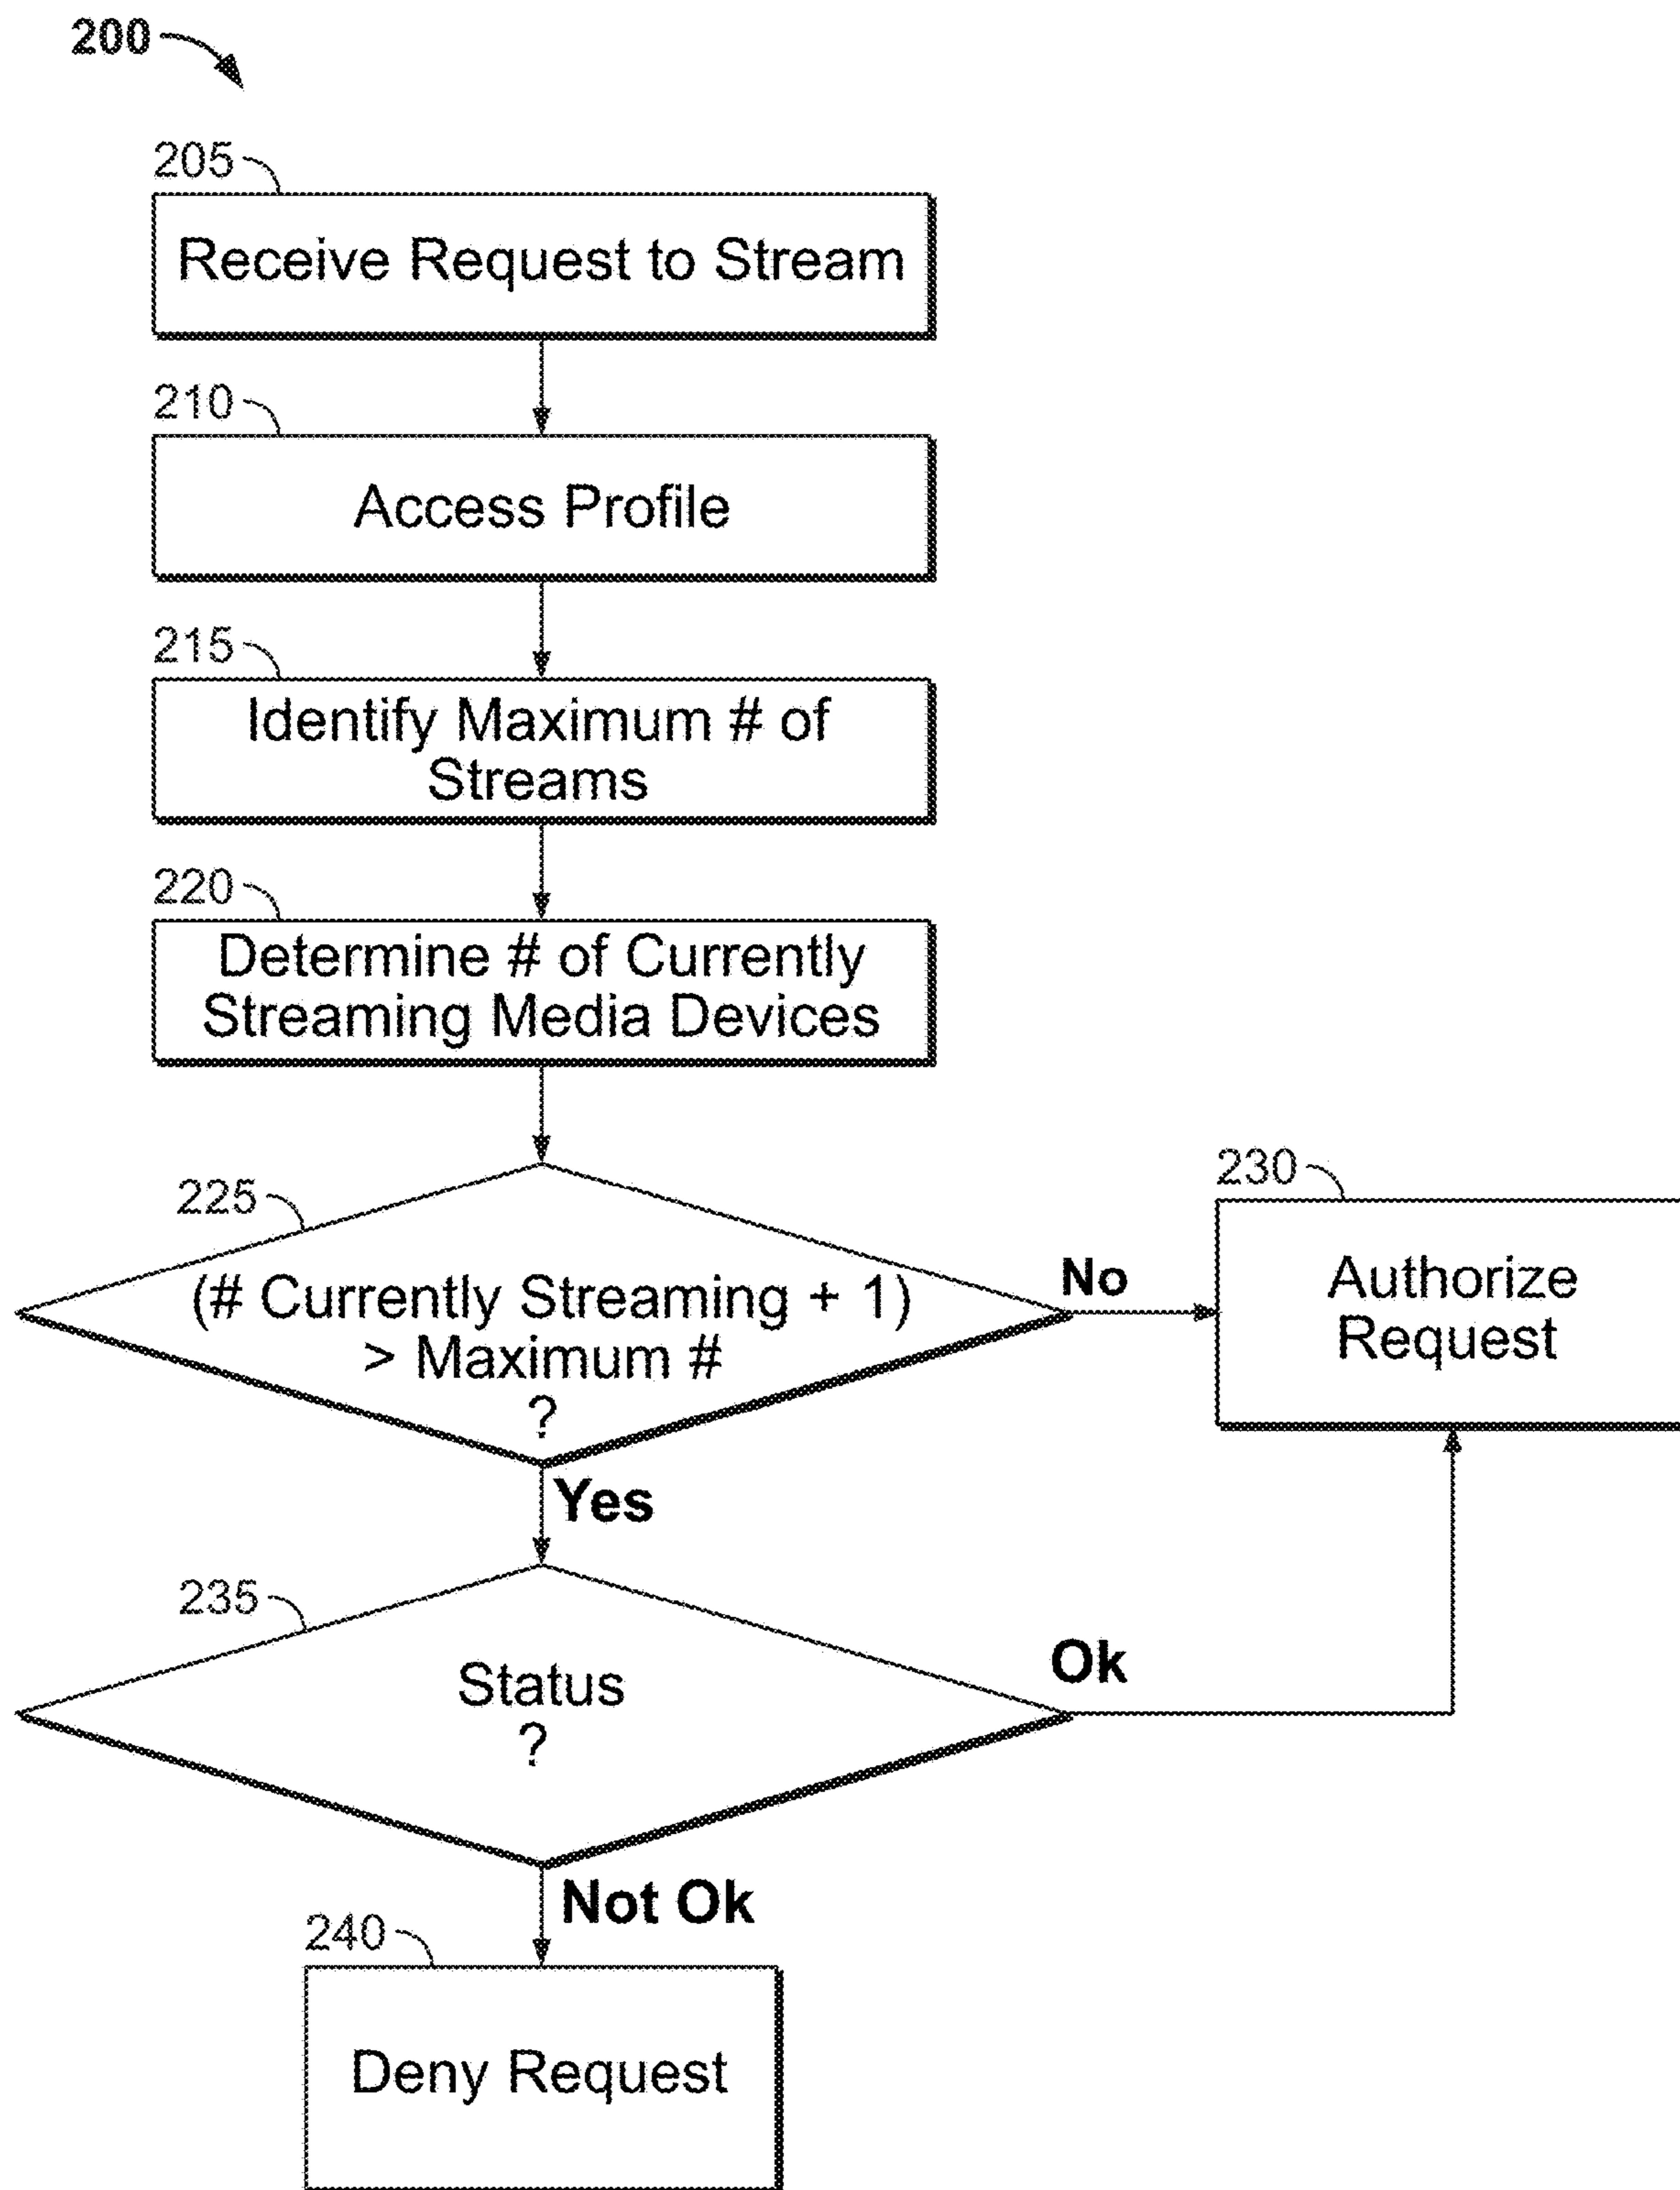 200
205
Receive Request to Stream
210
Access Profile
215
Identify Maximum # of
Streams
220
Determine # of Currently
Streaming Media Devices
225
(# Currently Streaming + 1)
> Maximum #
?
No
230
Authorize
Request
Yes
235
Status
?
Ok
Not Ok
240
Deny Request